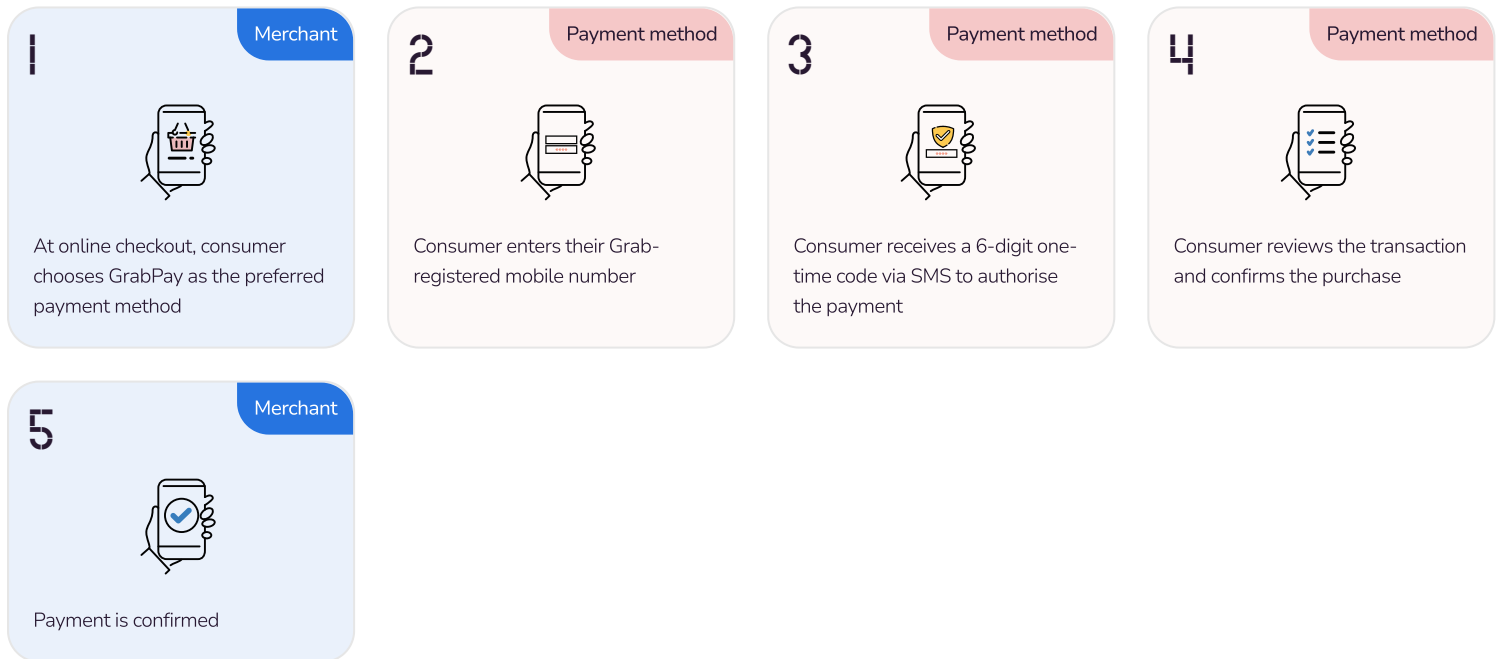 1
Merchant
At online checkout, consumer
chooses GrabPay as the preferred
payment method
2
Payment method
Consumer enters their Grab-
registered mobile number
3
Payment method
Consumer receives a 6-digit one-
time code via SMS to authorise
the payment
4
Payment method
Consumer reviews the transaction
and confirms the purchase
5
Merchant
Payment is confirmed